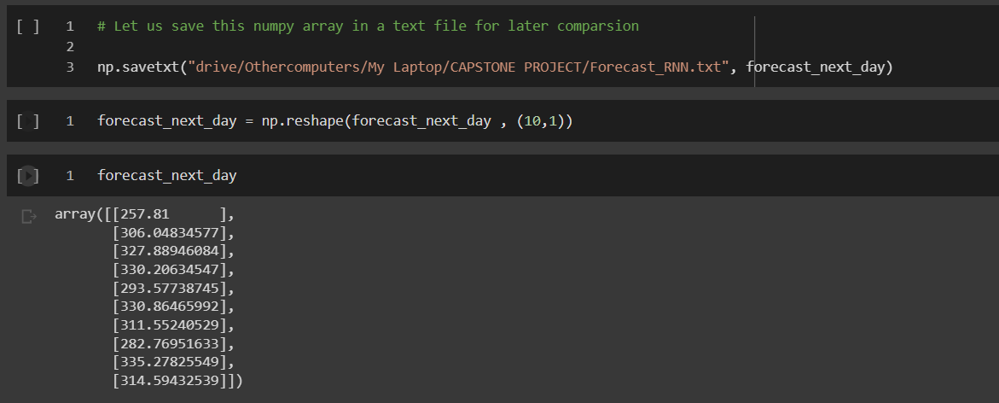 [ ] 1 # Let us save this numpy array in a text file for later comparsion
2
3 np.savetxt("drive/Othercomputers/My Laptop/CAPSTONE PROJECT/Forecast_RNN.txt", forecast_next_day)
[ ] 1 forecast_next_day = np.reshape(forecast_next_day , (10,1))
[ ] 1 forecast_next_day
array([[257.81      ],
[306.04834577],
[327.88946084],
[330.20634547],
[293.57738745],
[330.86465992],
[311.55240529],
[282.76951633],
[335.27825549],
[314.59432539]])